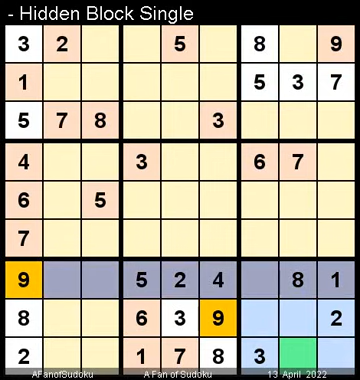 - Hidden Block Single
3 2 5 8 9
1 5 3 7
5 7 8 3
4 3 6 7
6 5
7
9 5 2 4 8 1
8 6 3 9 2
2 1 7 8 3
AFanofSudoku A Fan of Sudoku 13 April 2022